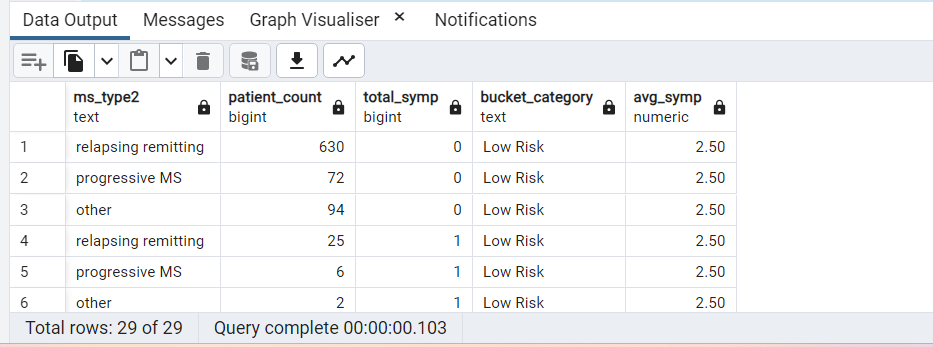 Data Output Messages Graph Visualiser × Notifications
ms_type2 patient_count total_symp bucket_category avg_symp
text bigint bigint text numeric
1 relapsing remitting 630 0 Low Risk 2.50
2 progressive MS 72 0 Low Risk 2.50
3 other 94 0 Low Risk 2.50
4 relapsing remitting 25 1 Low Risk 2.50
5 progressive MS 6 1 Low Risk 2.50
6 other 2 1 Low Risk 2.50
Total rows: 29 of 29 Query complete 00:00:00.103